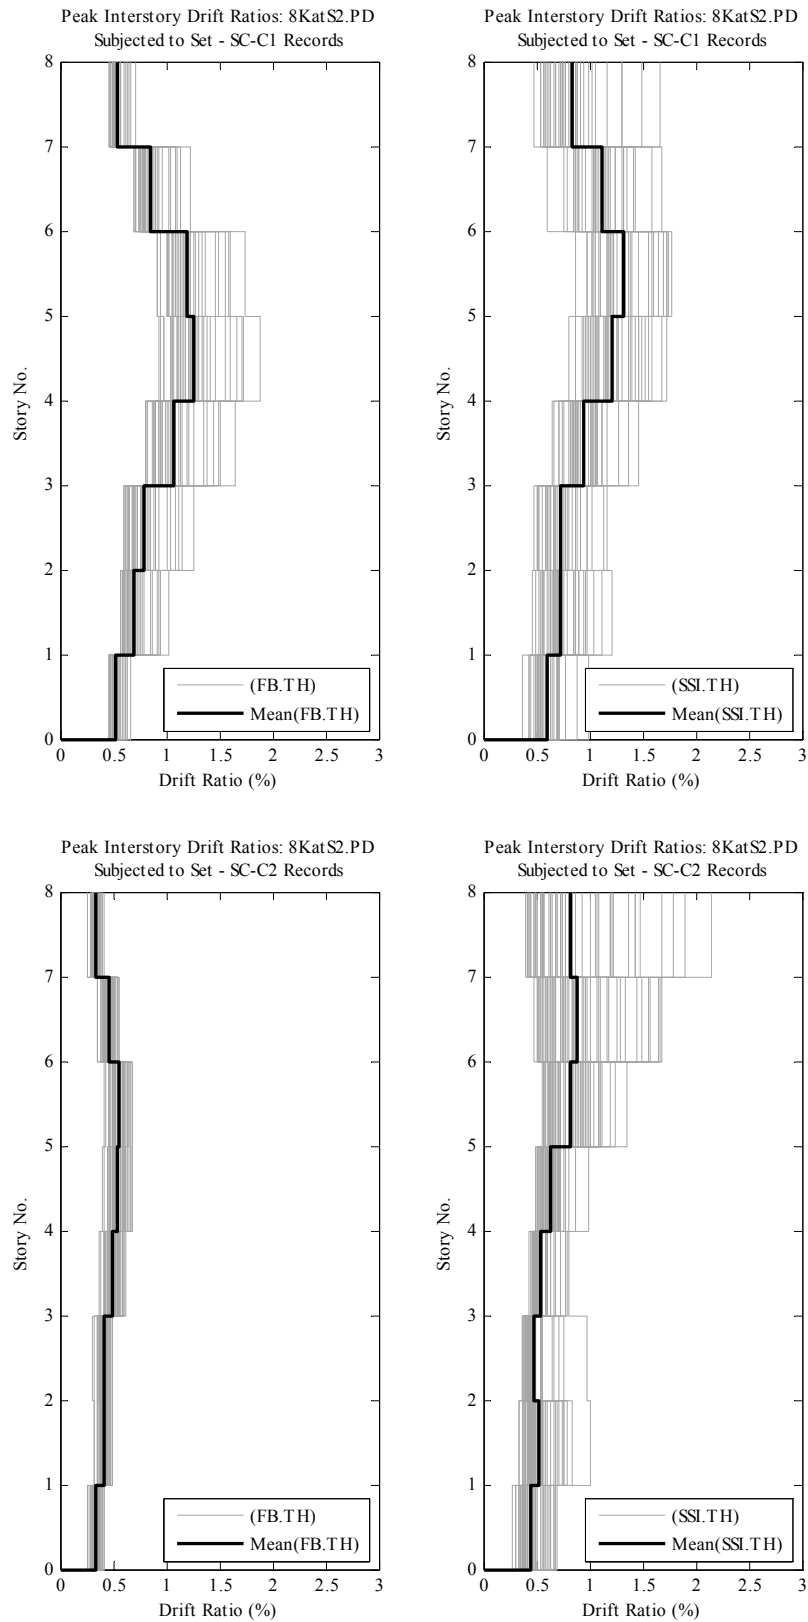 Peak Interstory Drift Ratios: 8KatS2.PD
Subjected to Set - SC-C1 Records
8
7
6
5
4
3
2
1
0
Story No.
(FB.TH)
Mean(FB.TH)
0 0.5 1 1.5 2 2.5 3
Drift Ratio (%)
Peak Interstory Drift Ratios: 8KatS2.PD
Subjected to Set - SC-C1 Records
8
7
6
5
4
3
2
1
0
Story No.
(SSI.TH)
Mean(SSI.TH)
0 0.5 1 1.5 2 2.5 3
Drift Ratio (%)
Peak Interstory Drift Ratios: 8KatS2.PD
Subjected to Set - SC-C2 Records
8
7
6
5
4
3
2
1
0
Story No.
(FB.TH)
Mean(FB.TH)
0 0.5 1 1.5 2 2.5 3
Drift Ratio (%)
Peak Interstory Drift Ratios: 8KatS2.PD
Subjected to Set - SC-C2 Records
8
7
6
5
4
3
2
1
0
Story No.
(SSI.TH)
Mean(SSI.TH)
0 0.5 1 1.5 2 2.5 3
Drift Ratio (%)